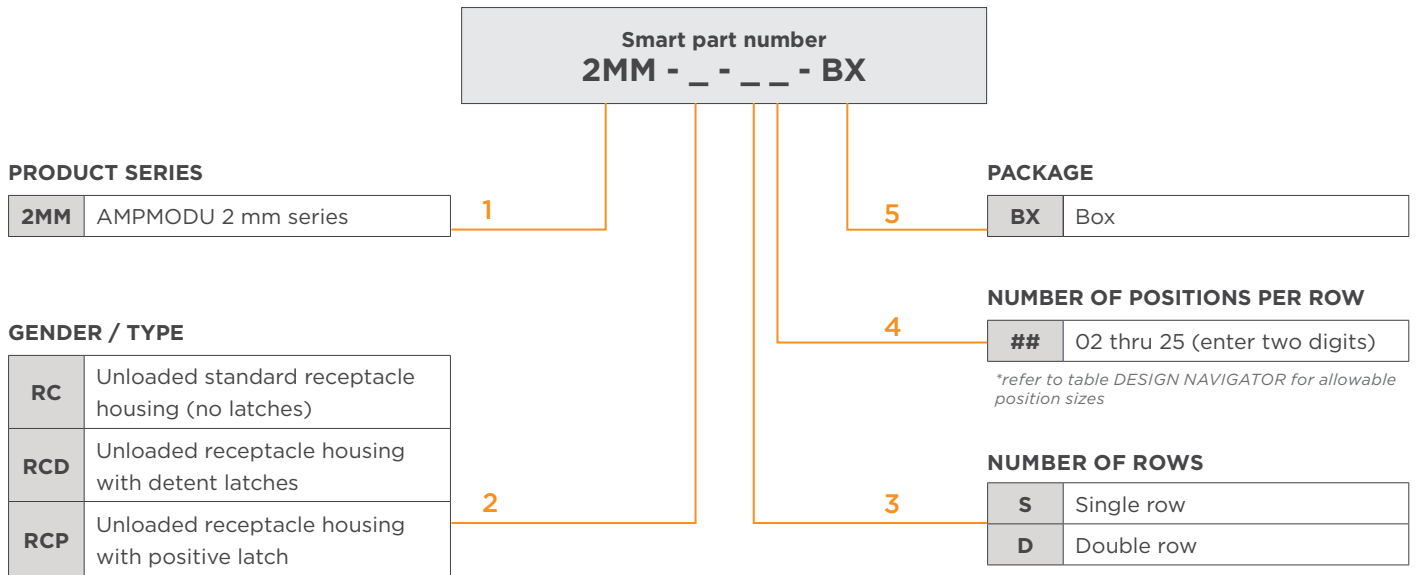 Smart part number
2MM - _ - _ _ - BX
PRODUCT SERIES
2MM AMPMODU 2 mm series
1
GENDER / TYPE
RC Unloaded standard receptacle
housing (no latches)
RCD Unloaded receptacle housing
with detent latches
RCP Unloaded receptacle housing
with positive latch
2
PACKAGE
5
BX Box
NUMBER OF POSITIONS PER ROW
4
## 02 thru 25 (enter two digits)
*refer to table DESIGN NAVIGATOR for allowable
position sizes
NUMBER OF ROWS
3
S Single row
D Double row